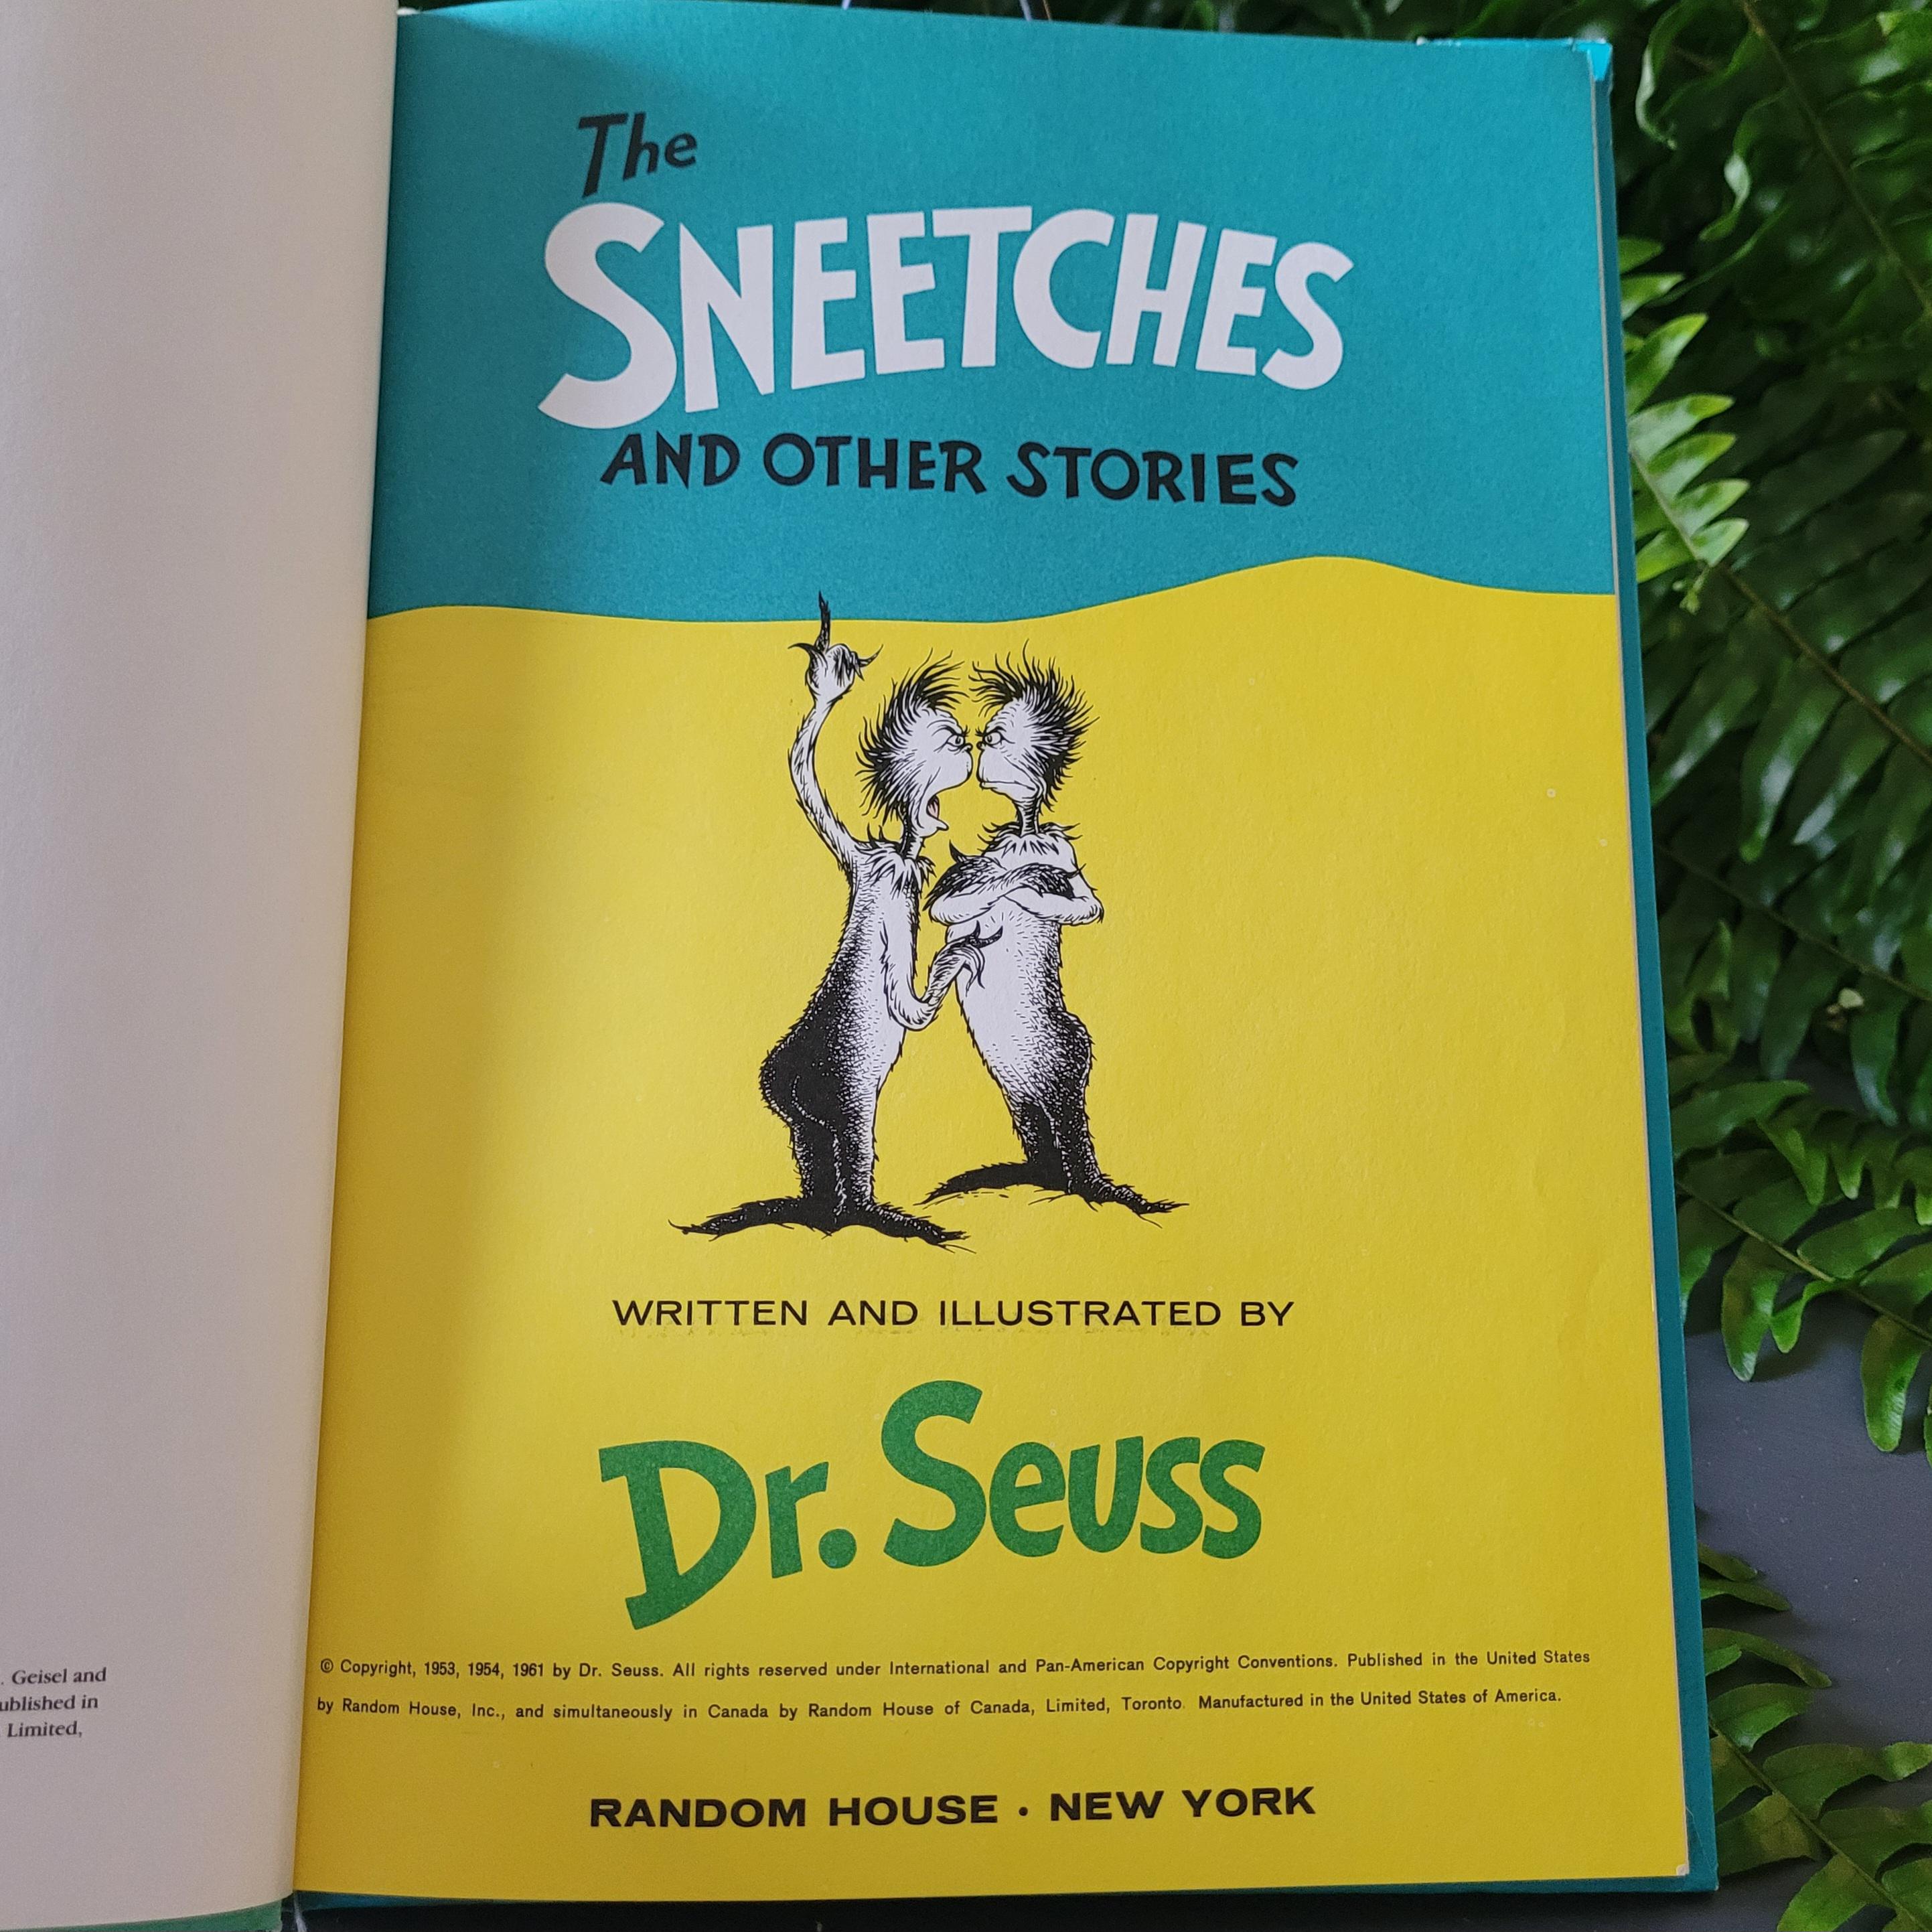 . Geisel and
ublished in
Limited,
The
SNEETCHES
AND OTHER STORIES
WRITTEN AND ILLUSTRATED BY
Dr. Seuss
© Copyright, 1953, 1954, 1961 by Dr. Seuss. All rights reserved under International and Pan-American Copyright Conventions. Published in the United States
by Random House, Inc., and simultaneously in Canada by Random House of Canada, Limited, Toronto. Manufactured in the United States of America.
RANDOM HOUSE · NEW YORK